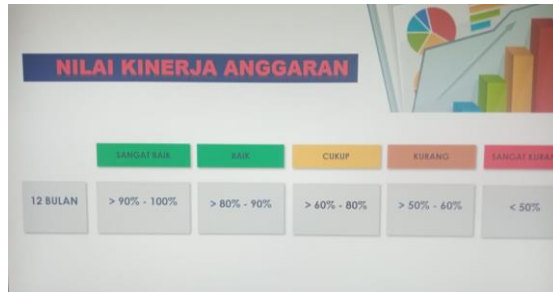 NILAI KINERJA ANGGARAN
SANGAT BAIK BAIK CUKUP KURANG SANGAT
12 BULAN > 90% - 100% > 80% - 90% > 60% - 80% > 50% - 60% < 50%